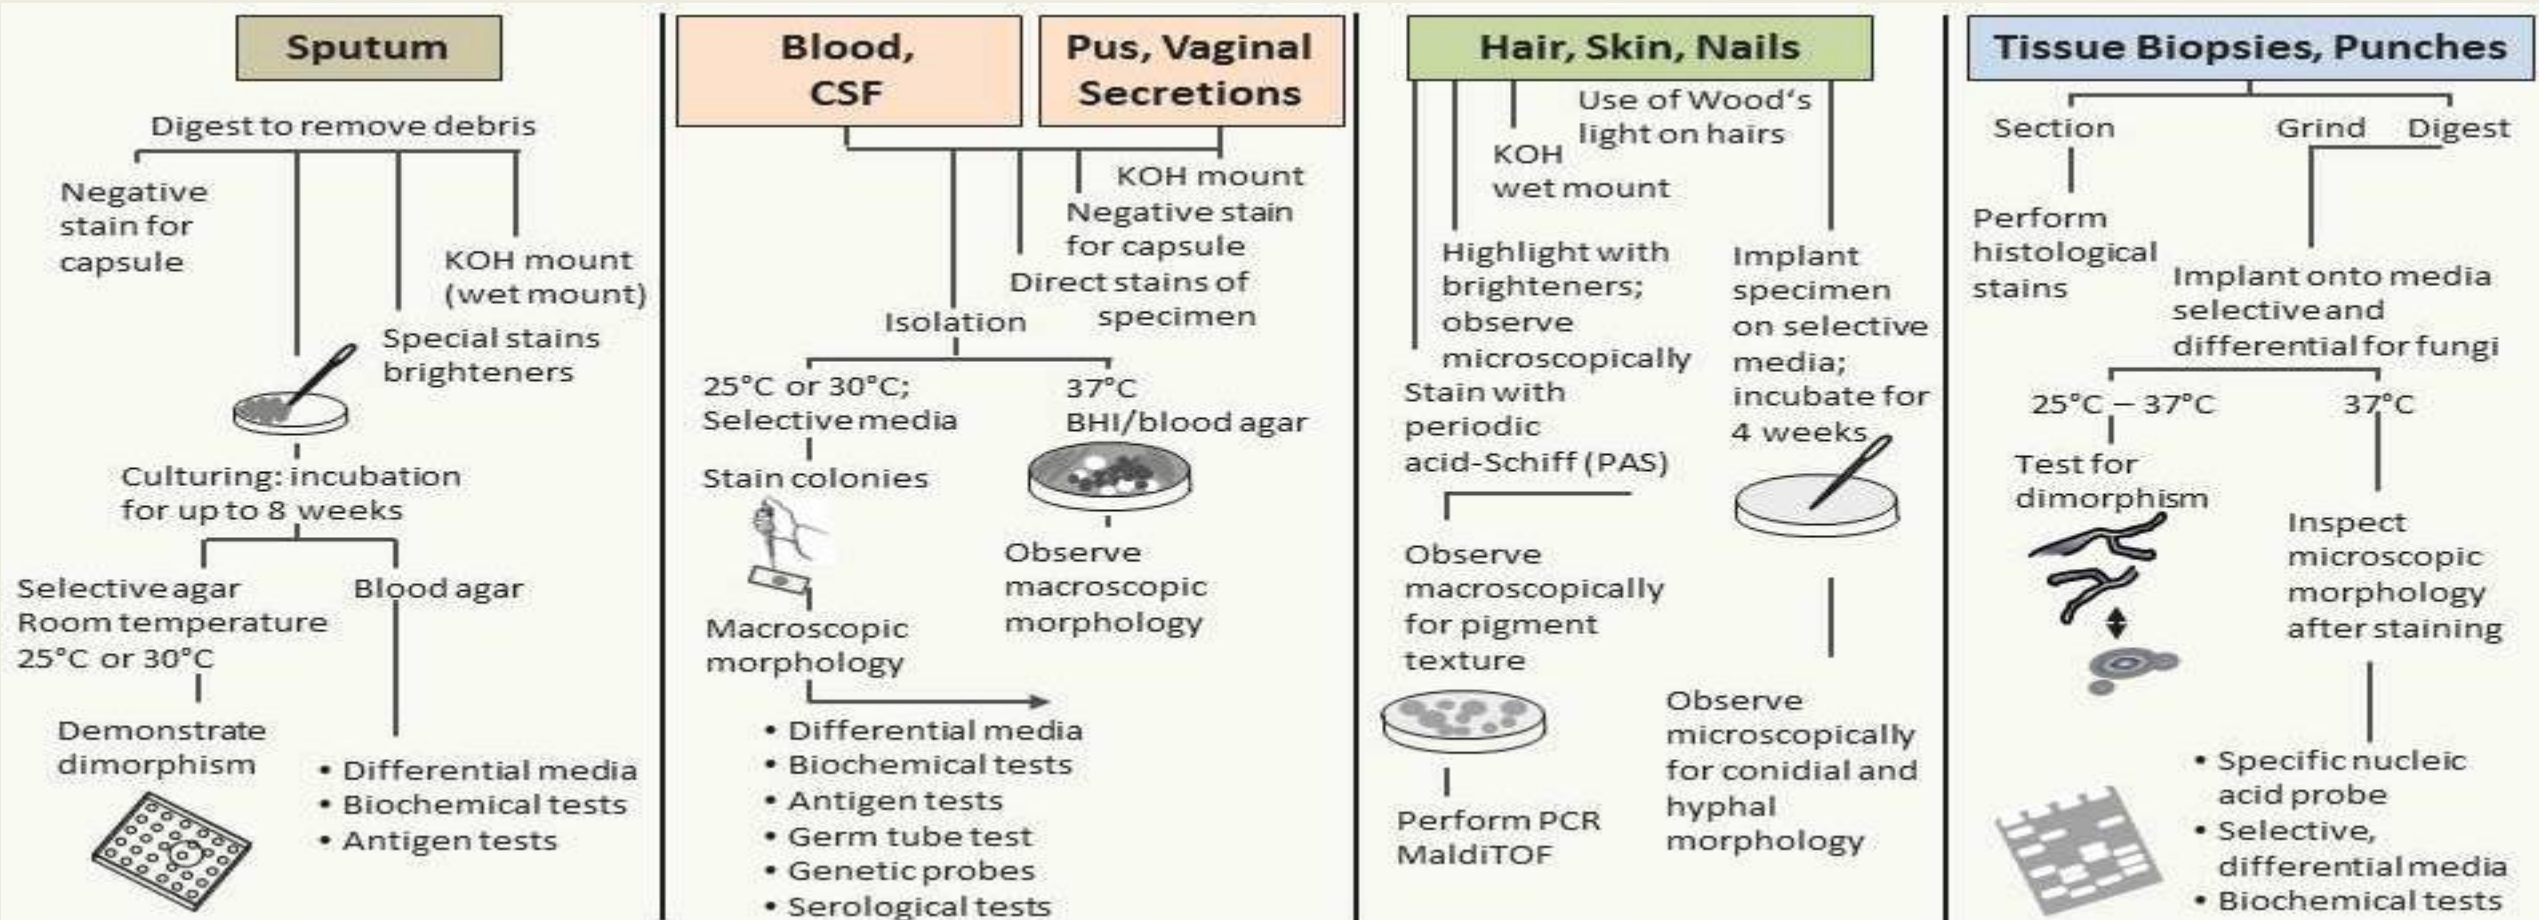 Sputum
Digest to remove debris
Negative
stain for
capsule
KOH mount
(wet mount)
Special stains
brighteners
Culturing: incubation
for up to 8 weeks
Selective agar
Room temperature
25°C or 30°C
Blood agar
Demonstrate
dimorphism
• Differential media
• Biochemical tests
• Antigen tests
Blood,
CSF
Pus, Vaginal
Secretions
KOH mount
Negative stain
for capsule
Direct stains of
specimen
Isolation
25°C or 30°C;
Selective media
37°C
BHI/blood agar
Stain colonies
Observe
macroscopic
morphology
Macroscopic
morphology
• Differential media
• Biochemical tests
• Antigen tests
• Germ tube test
• Genetic probes
• Serological tests
Hair, Skin, Nails
Use of Wood's
light on hairs
KOH
wet mount
Highlight with
brighteners;
observe
microscopically
Implant
specimen
on selective
media;
incubate for
4 weeks
Stain with
periodic
acid-Schiff (PAS)
Observe
macroscopically
for pigment
texture
Perform PCR
MaldiTOF
Observe
microscopically
for conidial and
hyphal
morphology
Tissue Biopsies, Punches
Section
Grind Digest
Perform
histological
stains
Implant onto media
selective and
differential for fungi
25°C – 37°C
37°C
Test for
dimorphism
Inspect
microscopic
morphology
after staining
• Specific nucleic
acid probe
• Selective,
differential media
• Biochemical tests